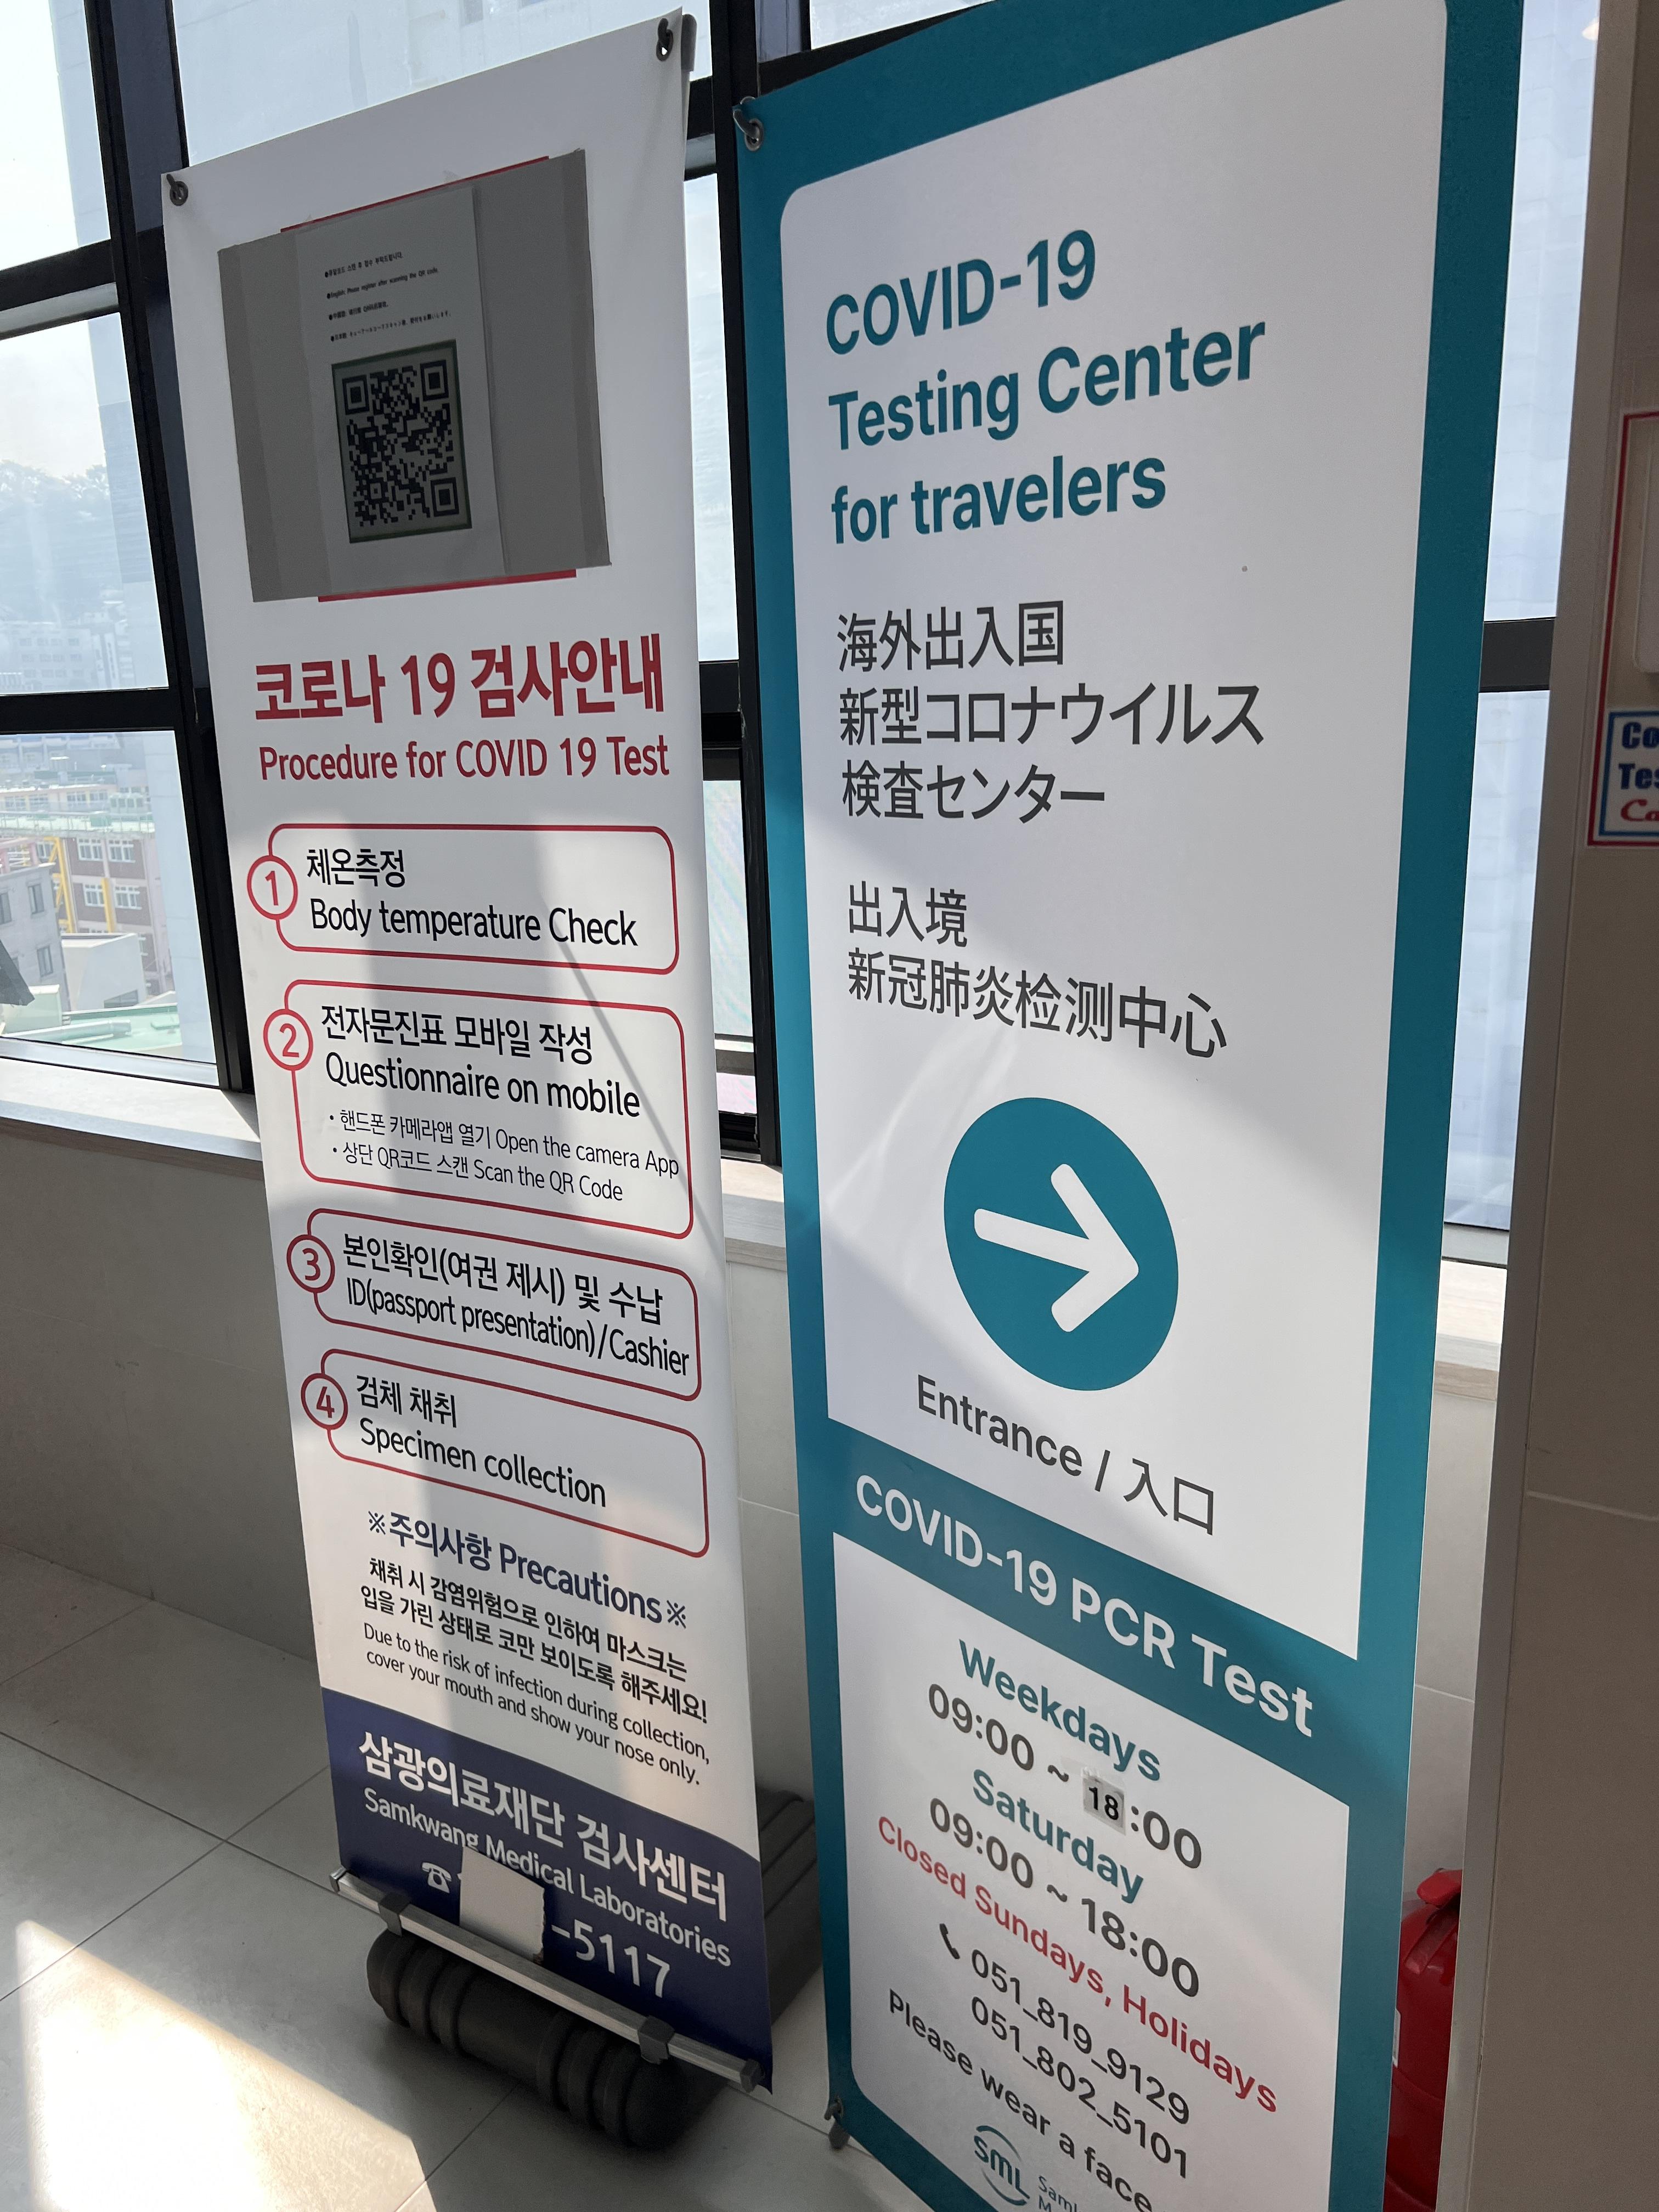 ●English: Please register after scanning the QR code.
코로나 19 검사안내
Procedure for COVID 19 Test
1
체온측정
Body temperature Check
2
전자문진표 모바일 작성
Questionnaire on mobile
• 핸드폰 카메라앱 열기 Open the camera App
• 상단 QR코드 스캔 Scan the QR Code
3
본인확인(여권 제시) 및 수납
ID(passport presentation)/Cashier
4
검체 채취
Specimen collection
※주의사항 Precautions※
채취 시 감염위험으로 인하여 마스크는
입을 가린 상태로 코만 보이도록 해주세요!
Due to the risk of infection during collection,
cover your mouth and show your nose only.
삼광의료재단 검사센터
Samkwang Medical Laboratories
-5117
COVID-19
Testing Center
for travelers
海外出入国
新型コロナウイルス
検査センター
出入境
新冠肺炎检测中心
Entrance / 入口
COVID-19 PCR Test
Weekdays
09:00 ~ 18:00
Saturday
09:00 ~ 18:00
Closed Sundays, Holidays
051_819_9129
051_802_5101
Please wear a face
SML
Co
Tes
Co